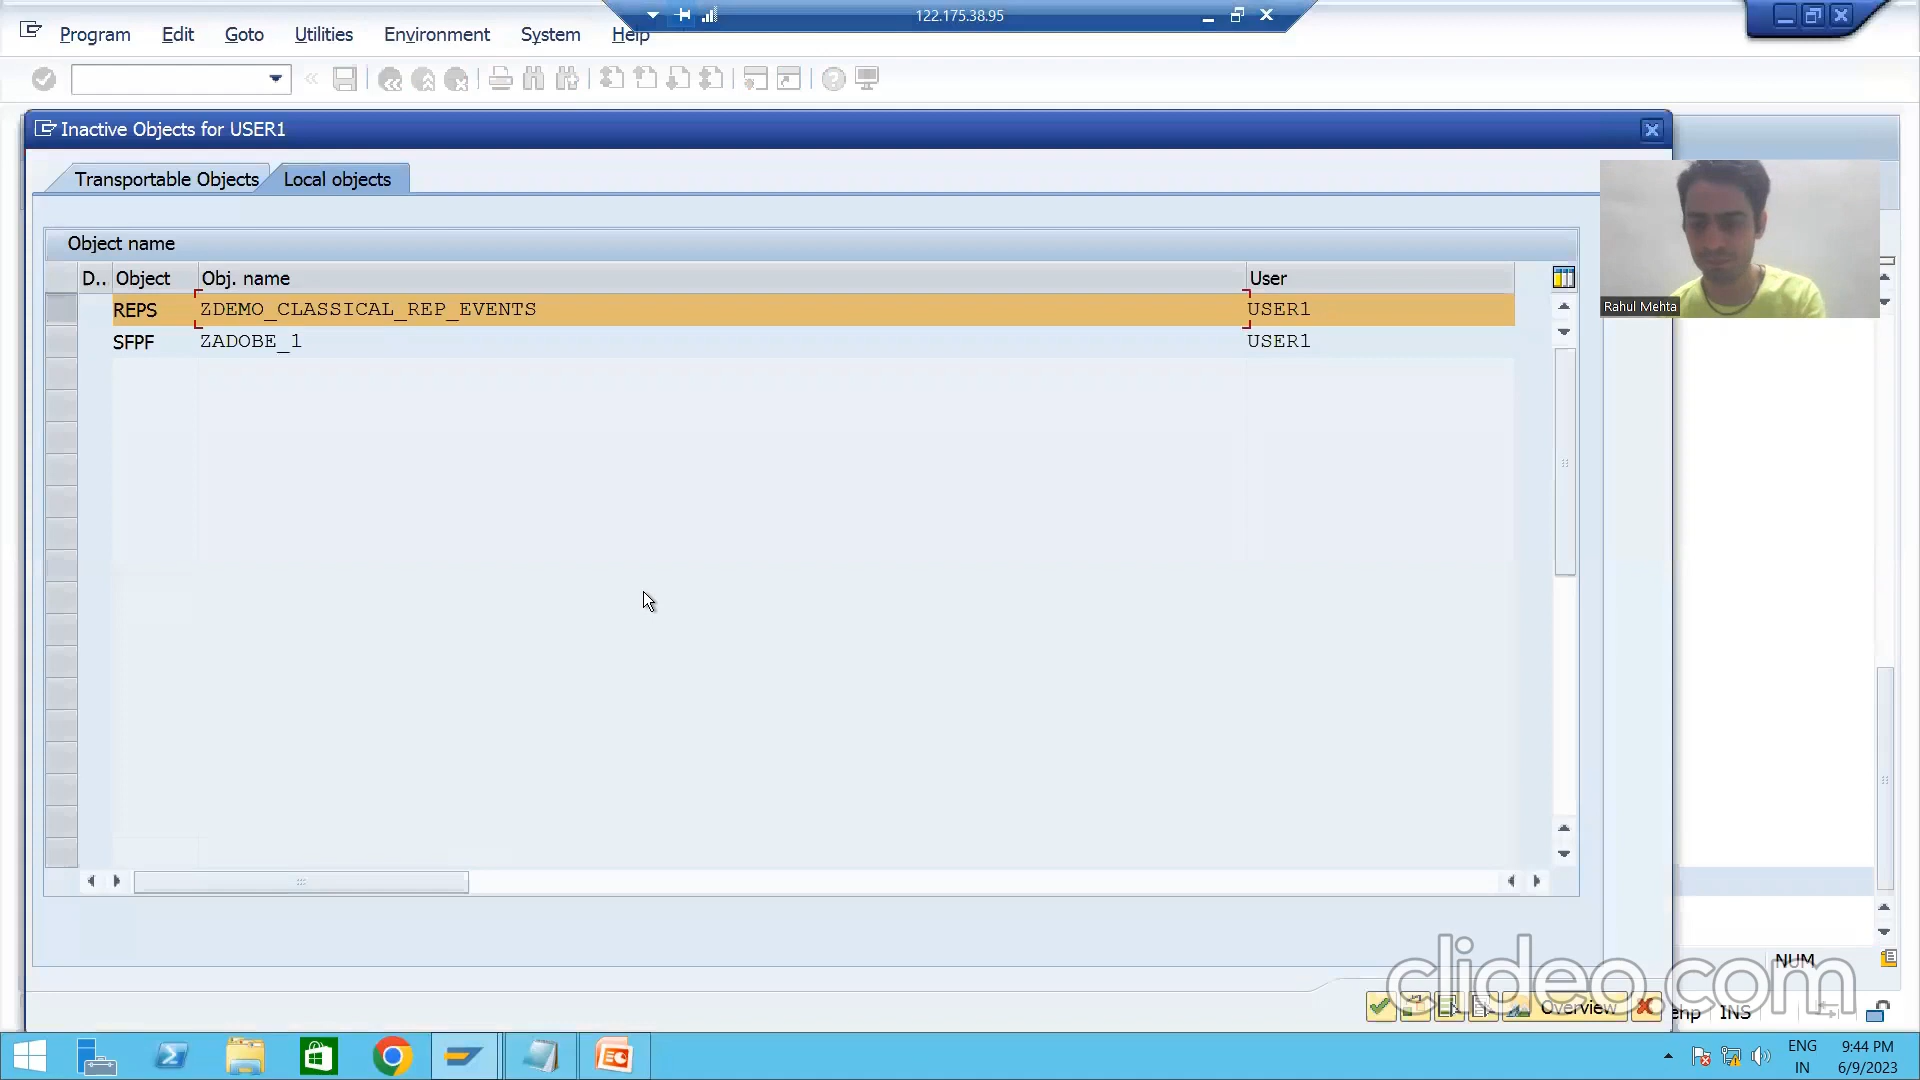 122.175.38.95
Program Edit Goto Utilities Environment System Help
Inactive Objects for USER1
Transportable Objects Local objects
Object name
D.. Object Obj. name User
REPS ZDEMO_CLASSICAL_REP_EVENTS USER1
SFPF ZADOBE_1 USER1
Rahul Mehta
NUM
clideo.com
Overview
ehp INS
ENG 9:44 PM
IN 6/9/2023